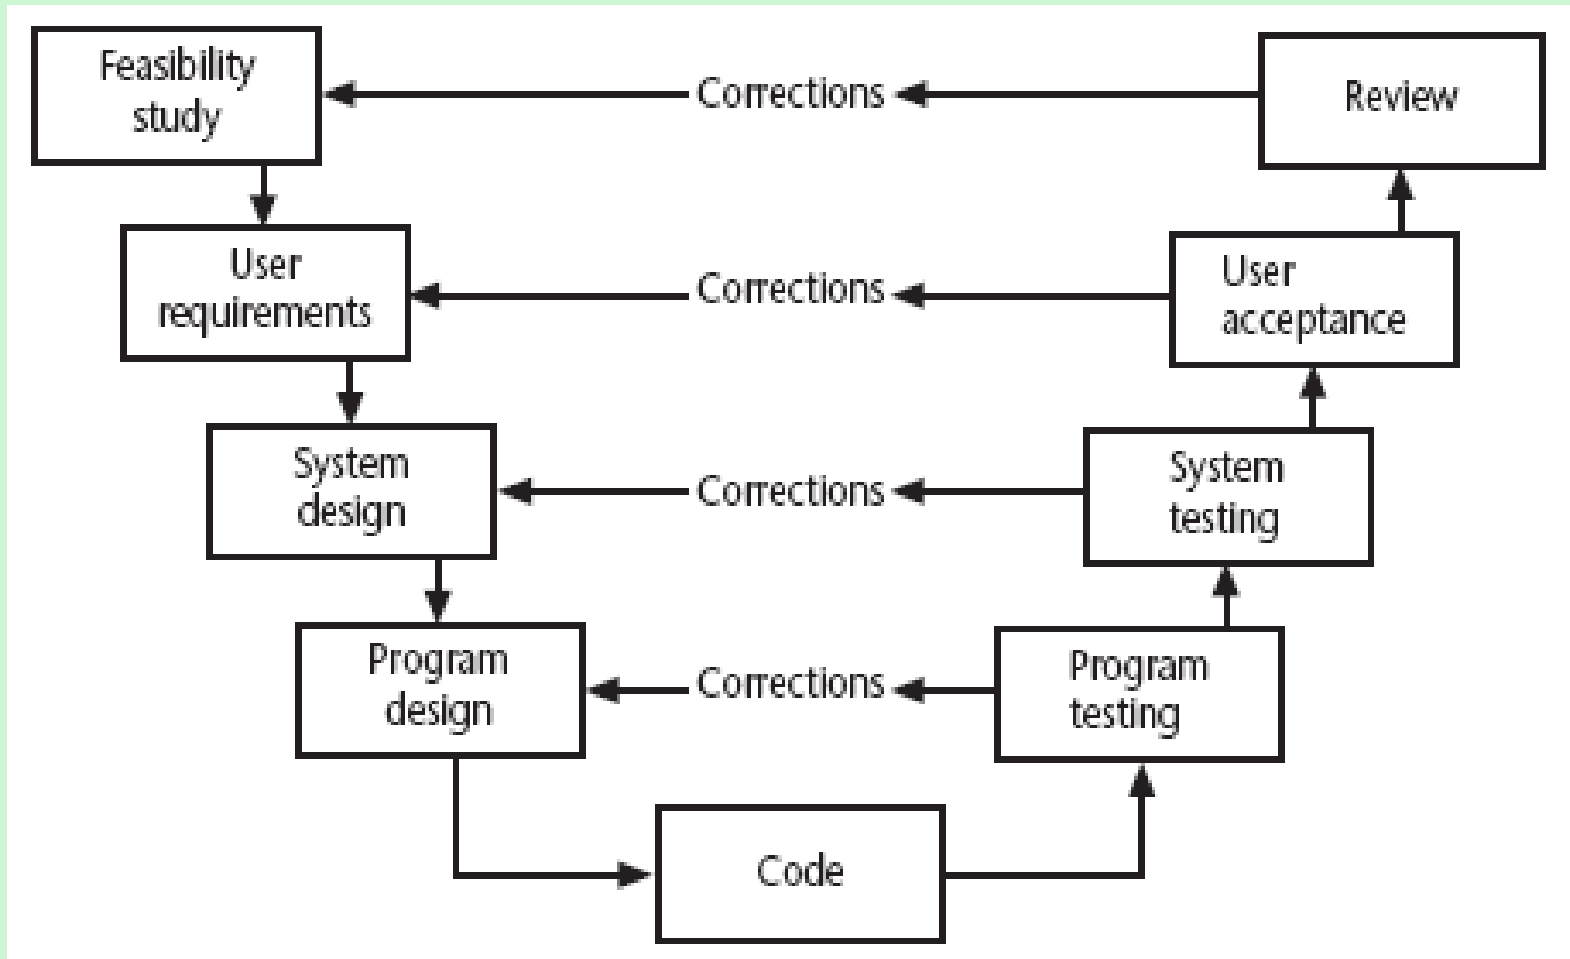 Feasibility
study
Corrections
Review
User
requirements
Corrections
User
acceptance
System
design
Corrections
System
testing
Program
design
Corrections
Program
testing
Code